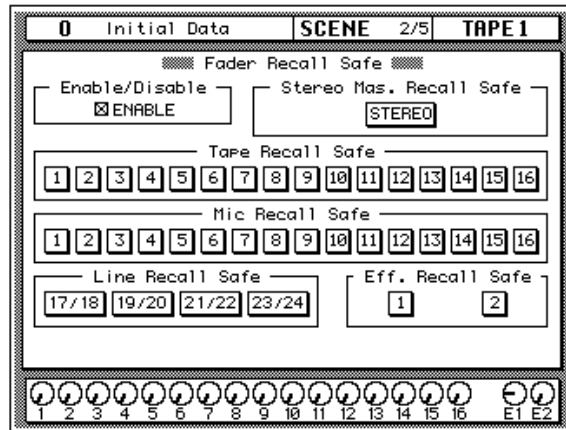 0 Initial Data SCENE 2/5 TAPE 1
Fader Recall Safe
Enable/Disable
ENABLE
Stereo Mas. Recall Safe
STEREO
Tape Recall Safe
1 2 3 4 5 6 7 8 9 10 11 12 13 14 15 16
Mic Recall Safe
1 2 3 4 5 6 7 8 9 10 11 12 13 14 15 16
Line Recall Safe
17/18 19/20 21/22 23/24
Eff. Recall Safe
1 2
1 2 3 4 5 6 7 8 9 10 11 12 13 14 15 16 E1 E2